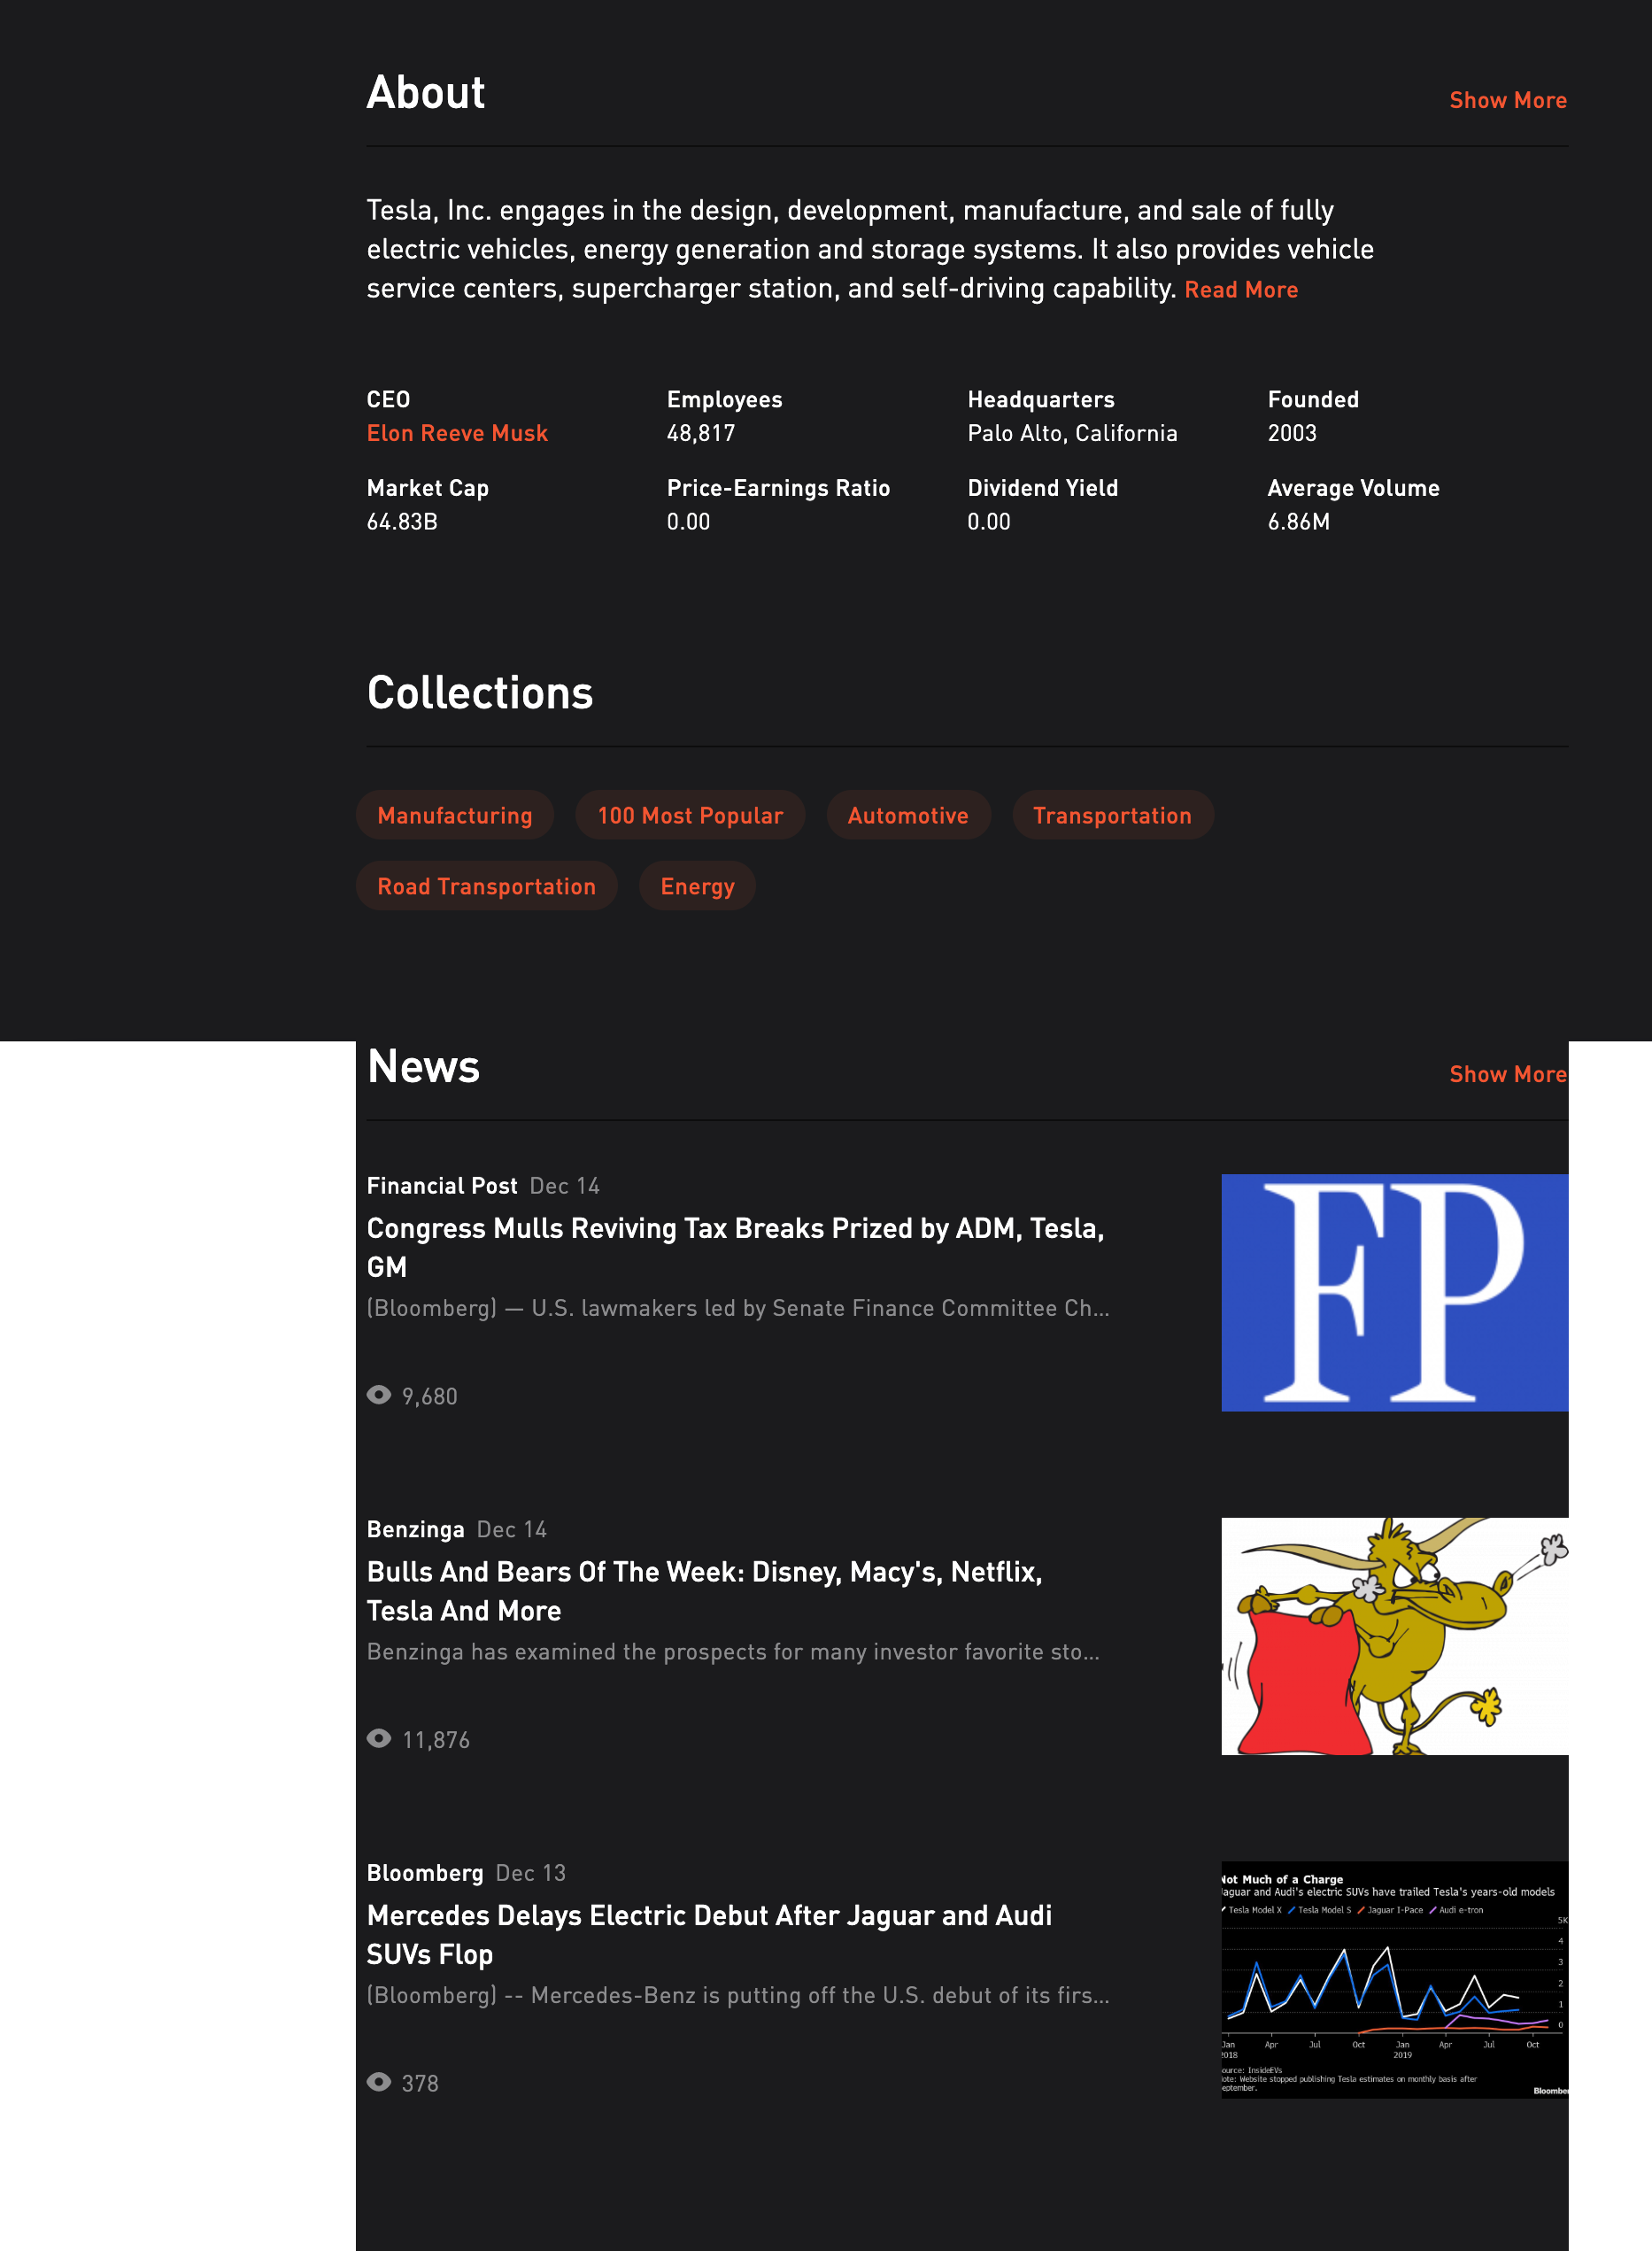 About
Show More
Tesla, Inc. engages in the design, development, manufacture, and sale of fully
electric vehicles, energy generation and storage systems. It also provides vehicle
service centers, supercharger station, and self-driving capability. Read More
CEO
Elon Reeve Musk
Employees
48,817
Headquarters
Palo Alto, California
Founded
2003
Market Cap
64.83B
Price-Earnings Ratio
0.00
Dividend Yield
0.00
Average Volume
6.86M
Collections
Manufacturing
100 Most Popular
Automotive
Transportation
Road Transportation
Energy
News
Show More
Financial Post Dec 14
Congress Mulls Reviving Tax Breaks Prized by ADM, Tesla,
GM
(Bloomberg) — U.S. lawmakers led by Senate Finance Committee Ch...
9,680
FP
Benzinga Dec 14
Bulls And Bears Of The Week: Disney, Macy's, Netflix,
Tesla And More
Benzinga has examined the prospects for many investor favorite sto...
11,876
Bloomberg Dec 13
Mercedes Delays Electric Debut After Jaguar and Audi
SUVs Flop
(Bloomberg) -- Mercedes-Benz is putting off the U.S. debut of its firs...
378
Not Much of a Charge
Jaguar and Audi's electric SUVs have trailed Tesla's years-old models
Tesla Model X Tesla Model S Jaguar I-Pace Audi e-tron
5K
4
3
2
1
0
Jan Apr Jul Oct Jan Apr Jul Oct
2018 2019
ource: InsideEVs
ote: Website stopped publishing Tesla estimates on monthly basis after
eptember.
Bloomber